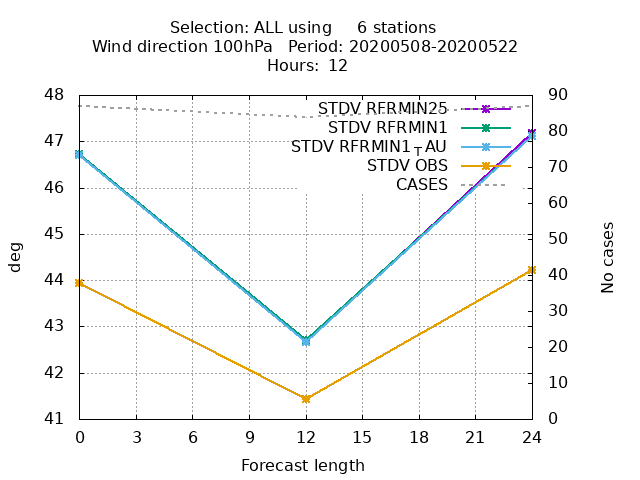 Selection: ALL using     6 stations
Wind direction 100hPa   Period: 20200508-20200522
Hours: 12
48 90
STDV RFRMIN25
STDV RFRMIN1
STDV RFRMIN1TAU
STDV OBS
CASES
47
46
45
44
43
42
41
80
70
60
50
40
30
20
10
0
deg
No cases
0 3 6 9 12 15 18 21 24
Forecast length